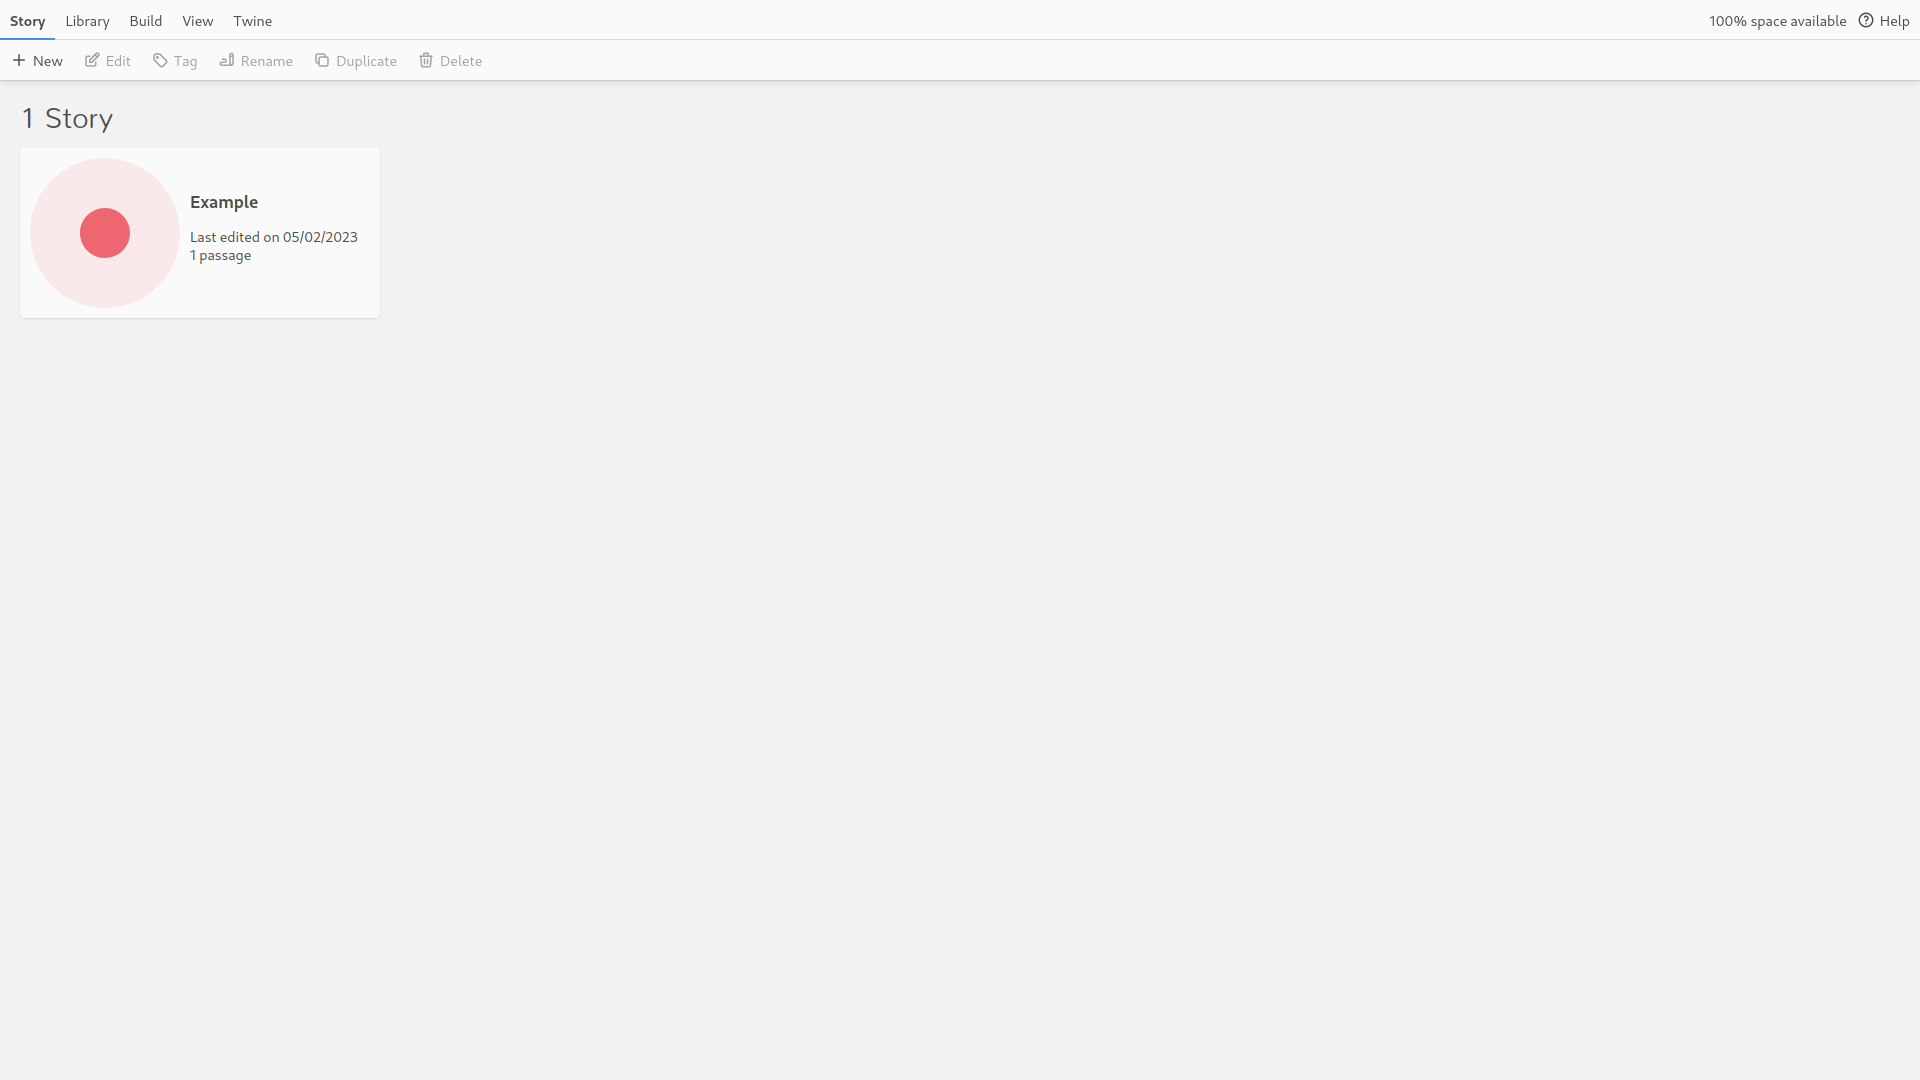 Story Library Build View Twine 100% space available Help
New Edit Tag Rename Duplicate Delete
1 Story
Example
Last edited on 05/02/2023
1 passage